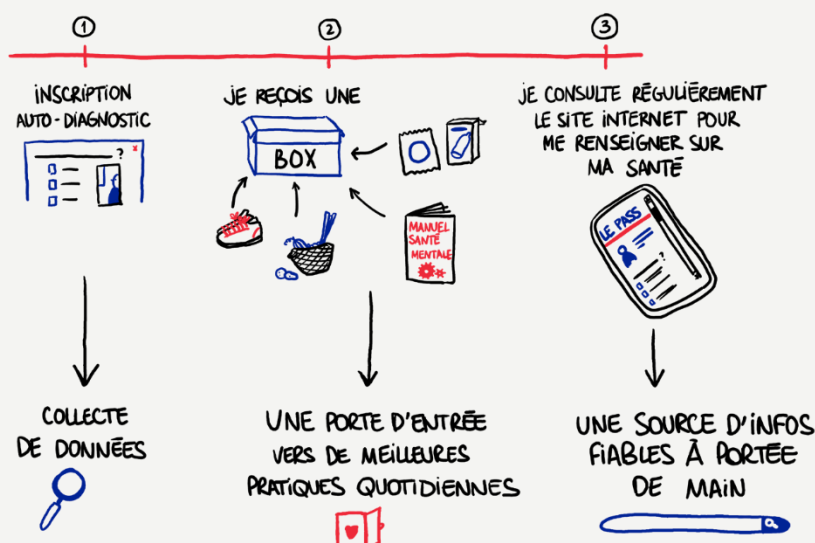 1
2
3
INSCRIPTION
AUTO-DIAGNOSTIC
?
JE REÇOIS UNE
BOX
MANUEL
SANTÉ
MENTALE
JE CONSULTE RÉGULIÈREMENT
LE SITE INTERNET POUR
ME RENSEIGNER SUR
MA SANTÉ
LE PASS
?
COLLECTE
DE DONNÉES
UNE PORTE D'ENTRÉE
VERS DE MEILLEURES
PRATIQUES QUOTIDIENNES
UNE SOURCE D'INFOS
FIABLES À PORTÉE
DE MAIN